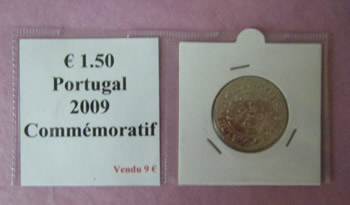 € 1.50
Portugal
2009
Commémoratif
Vendu 9 €